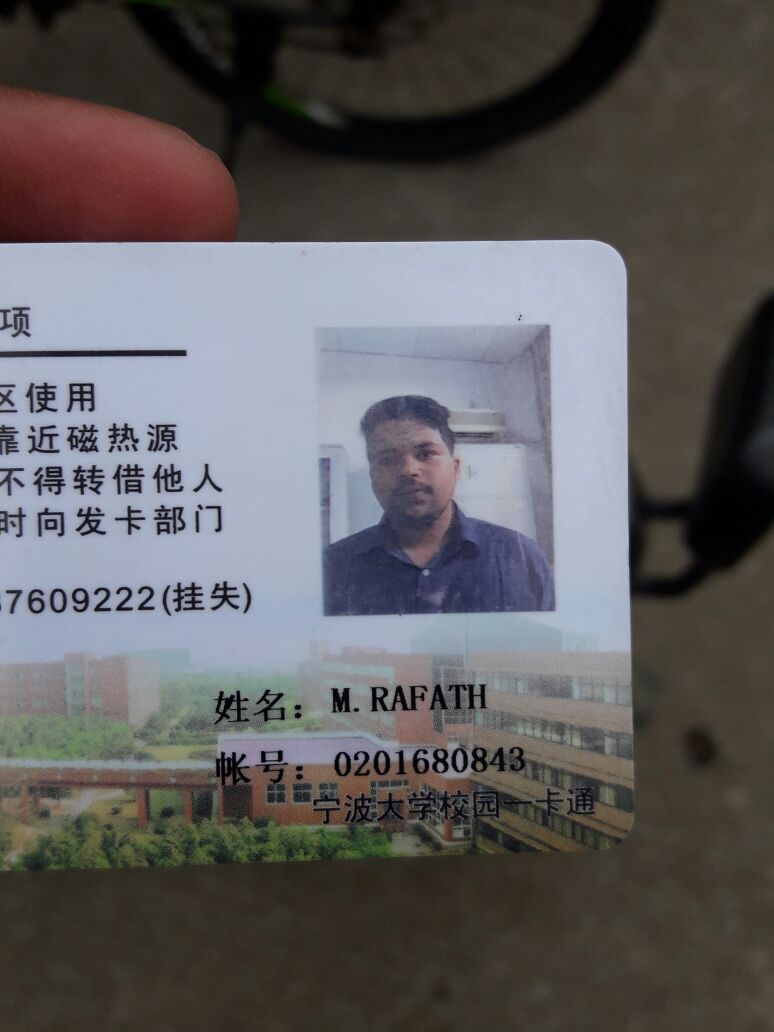 项
区使用
靠近磁热源
不得转借他人
时向发卡部门
7609222(挂失)
姓名：M.RAFATH
帐号：0201680843
宁波大学校园一卡通